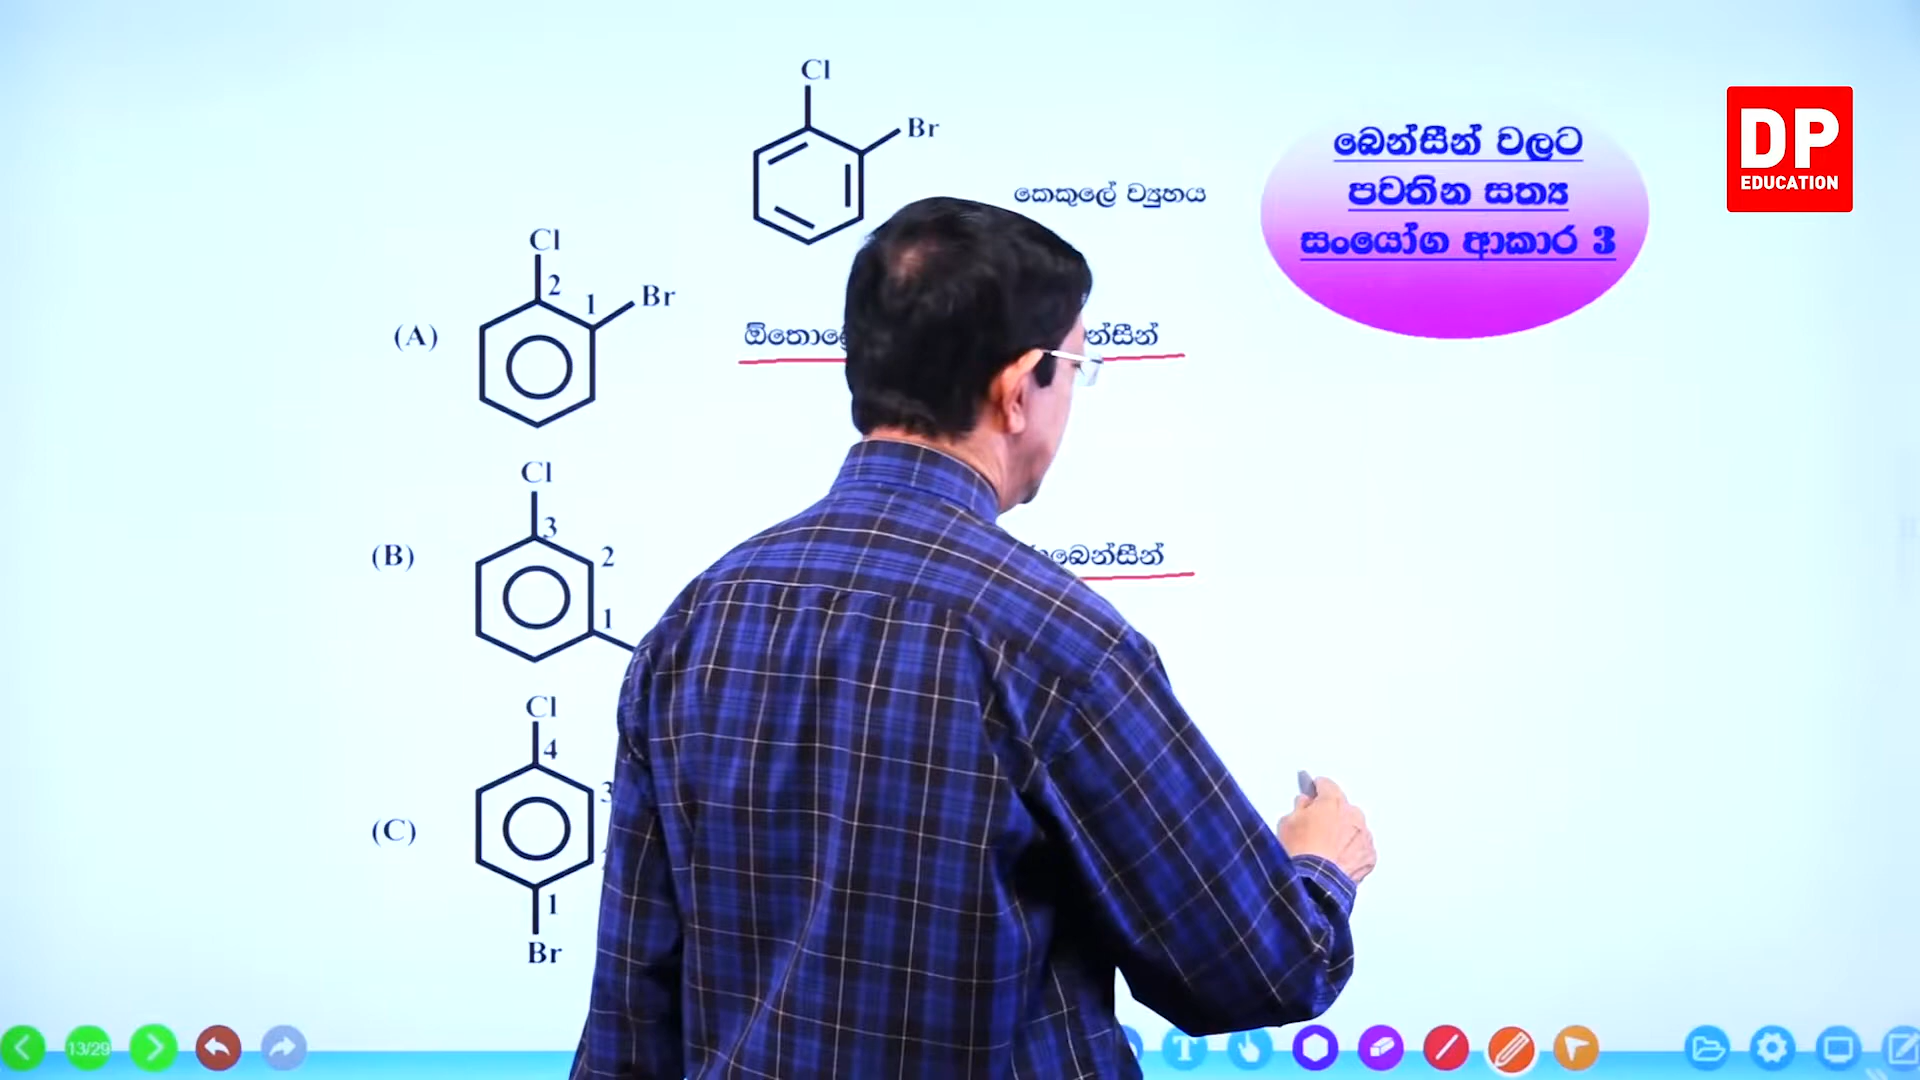 Cl
Br
කෙකුලේ ව්‍යුහය
බෙන්සීන් වලට
පවතින සත්‍ය
සංයෝග ආකාර 3
DP
EDUCATION
Cl
2
1
Br
(A)
Cl
3
(B)
2
1
Cl
4
3
(C)
1
Br
13/29
T